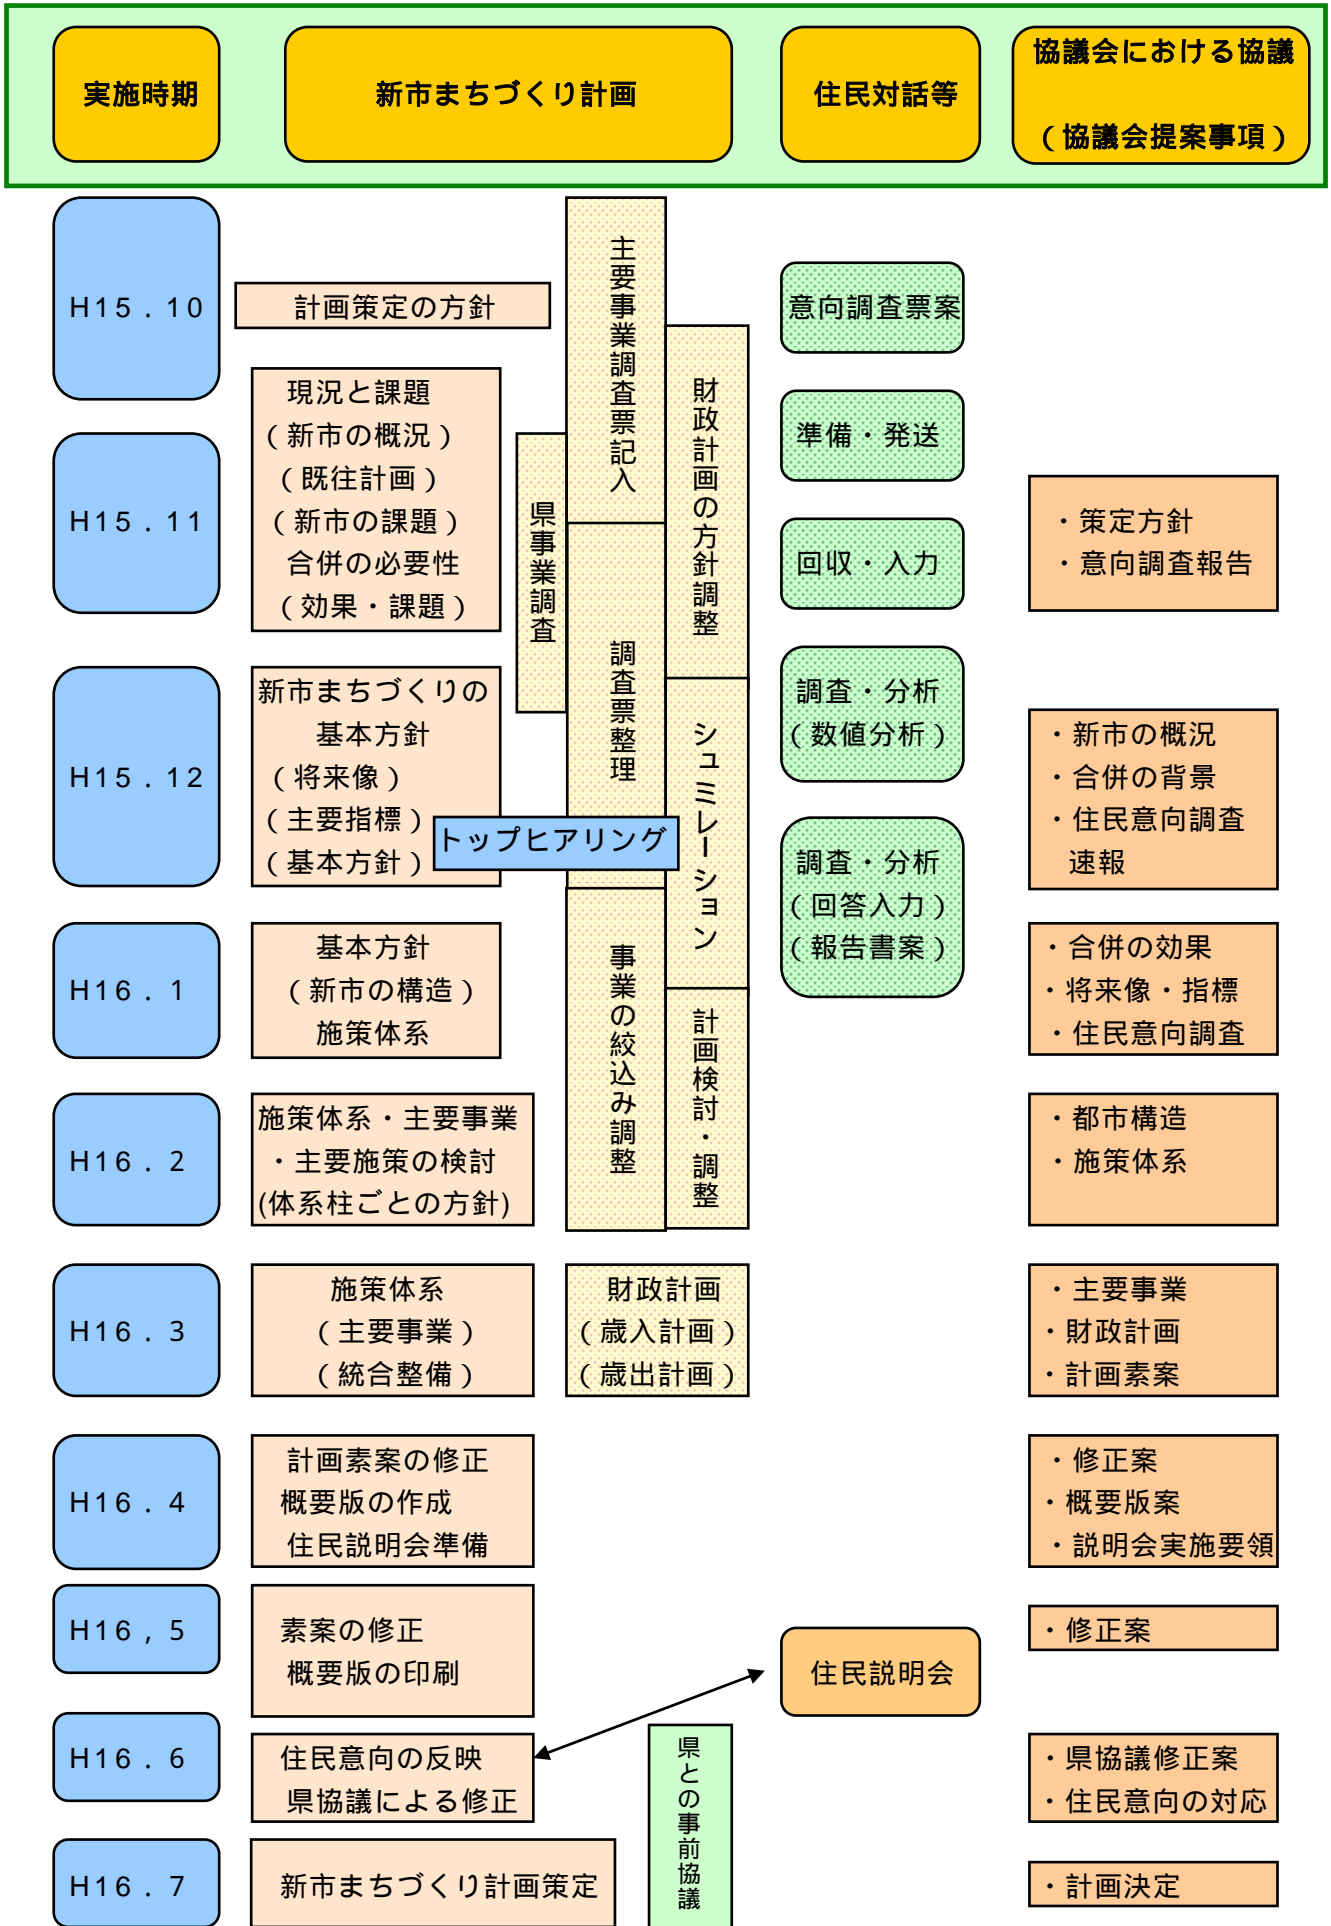 実施時期
新市まちづくり計画
住民対話等
協議会における協議
（協議会提案事項）
H15．10
計画策定の方針
主要事業調査票記入
意向調査票案
現況と課題
（新市の概況）
（既往計画）
（新市の課題）
合併の必要性
（効果・課題）
県事業調査
財政計画の方針調整
準備・発送
H15．11
回収・入力
・策定方針
・意向調査報告
調査票整理
H15．12
新市まちづくりの
基本方針
（将来像）
（主要指標）
（基本方針）
トップヒアリング
シュミレーション
調査・分析
（数値分析）
・新市の概況
・合併の背景
・住民意向調査
速報
調査・分析
（回答入力）
（報告書案）
H16．1
基本方針
（新市の構造）
施策体系
事業の絞込み調整
計画検討・調整
・合併の効果
・将来像・指標
・住民意向調査
H16．2
施策体系・主要事業
・主要施策の検討
(体系柱ごとの方針)
・都市構造
・施策体系
H16．3
施策体系
（主要事業）
（統合整備）
財政計画
（歳入計画）
（歳出計画）
・主要事業
・財政計画
・計画素案
H16．4
計画素案の修正
概要版の作成
住民説明会準備
・修正案
・概要版案
・説明会実施要領
H16，5
素案の修正
概要版の印刷
住民説明会
・修正案
H16．6
住民意向の反映
県協議による修正
県との事前協議
・県協議修正案
・住民意向の対応
H16．7
新市まちづくり計画策定
・計画決定